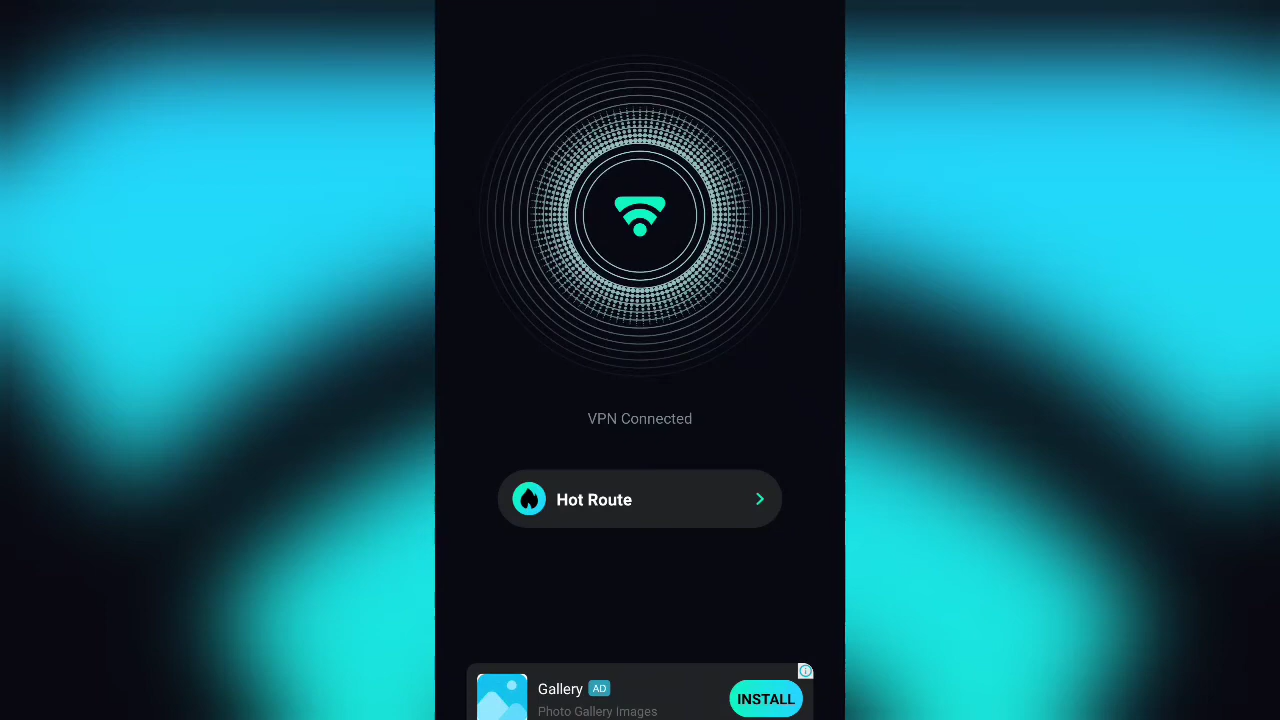 VPN Connected
Hot Route
Gallery AD
INSTALL
Photo Gallery Images